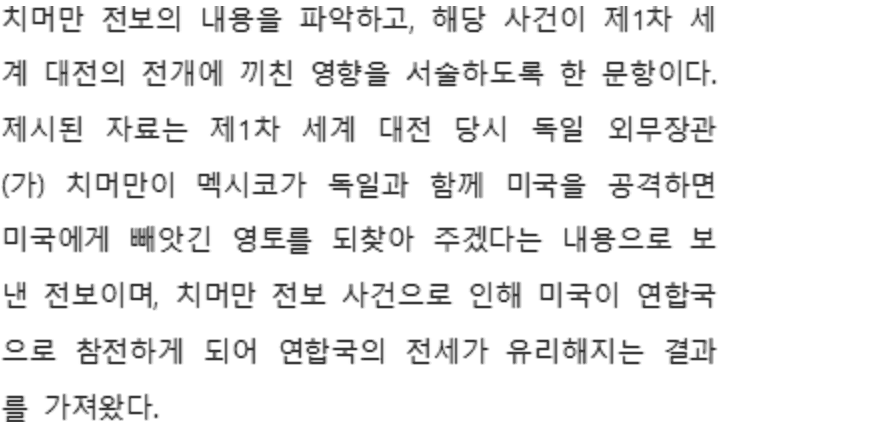 치머만 전보의 내용을 파악하고, 해당 사건이 제1차 세
계 대전의 전개에 끼친 영향을 서술하도록 한 문항이다.
제시된 자료는 제1차 세계 대전 당시 독일 외무장관
(가) 치머만이 멕시코가 독일과 함께 미국을 공격하면
미국에게 빼앗긴 영토를 되찾아 주겠다는 내용으로 보
낸 전보이며, 치머만 전보 사건으로 인해 미국이 연합국
으로 참전하게 되어 연합국의 전세가 유리해지는 결과
를 가져왔다.